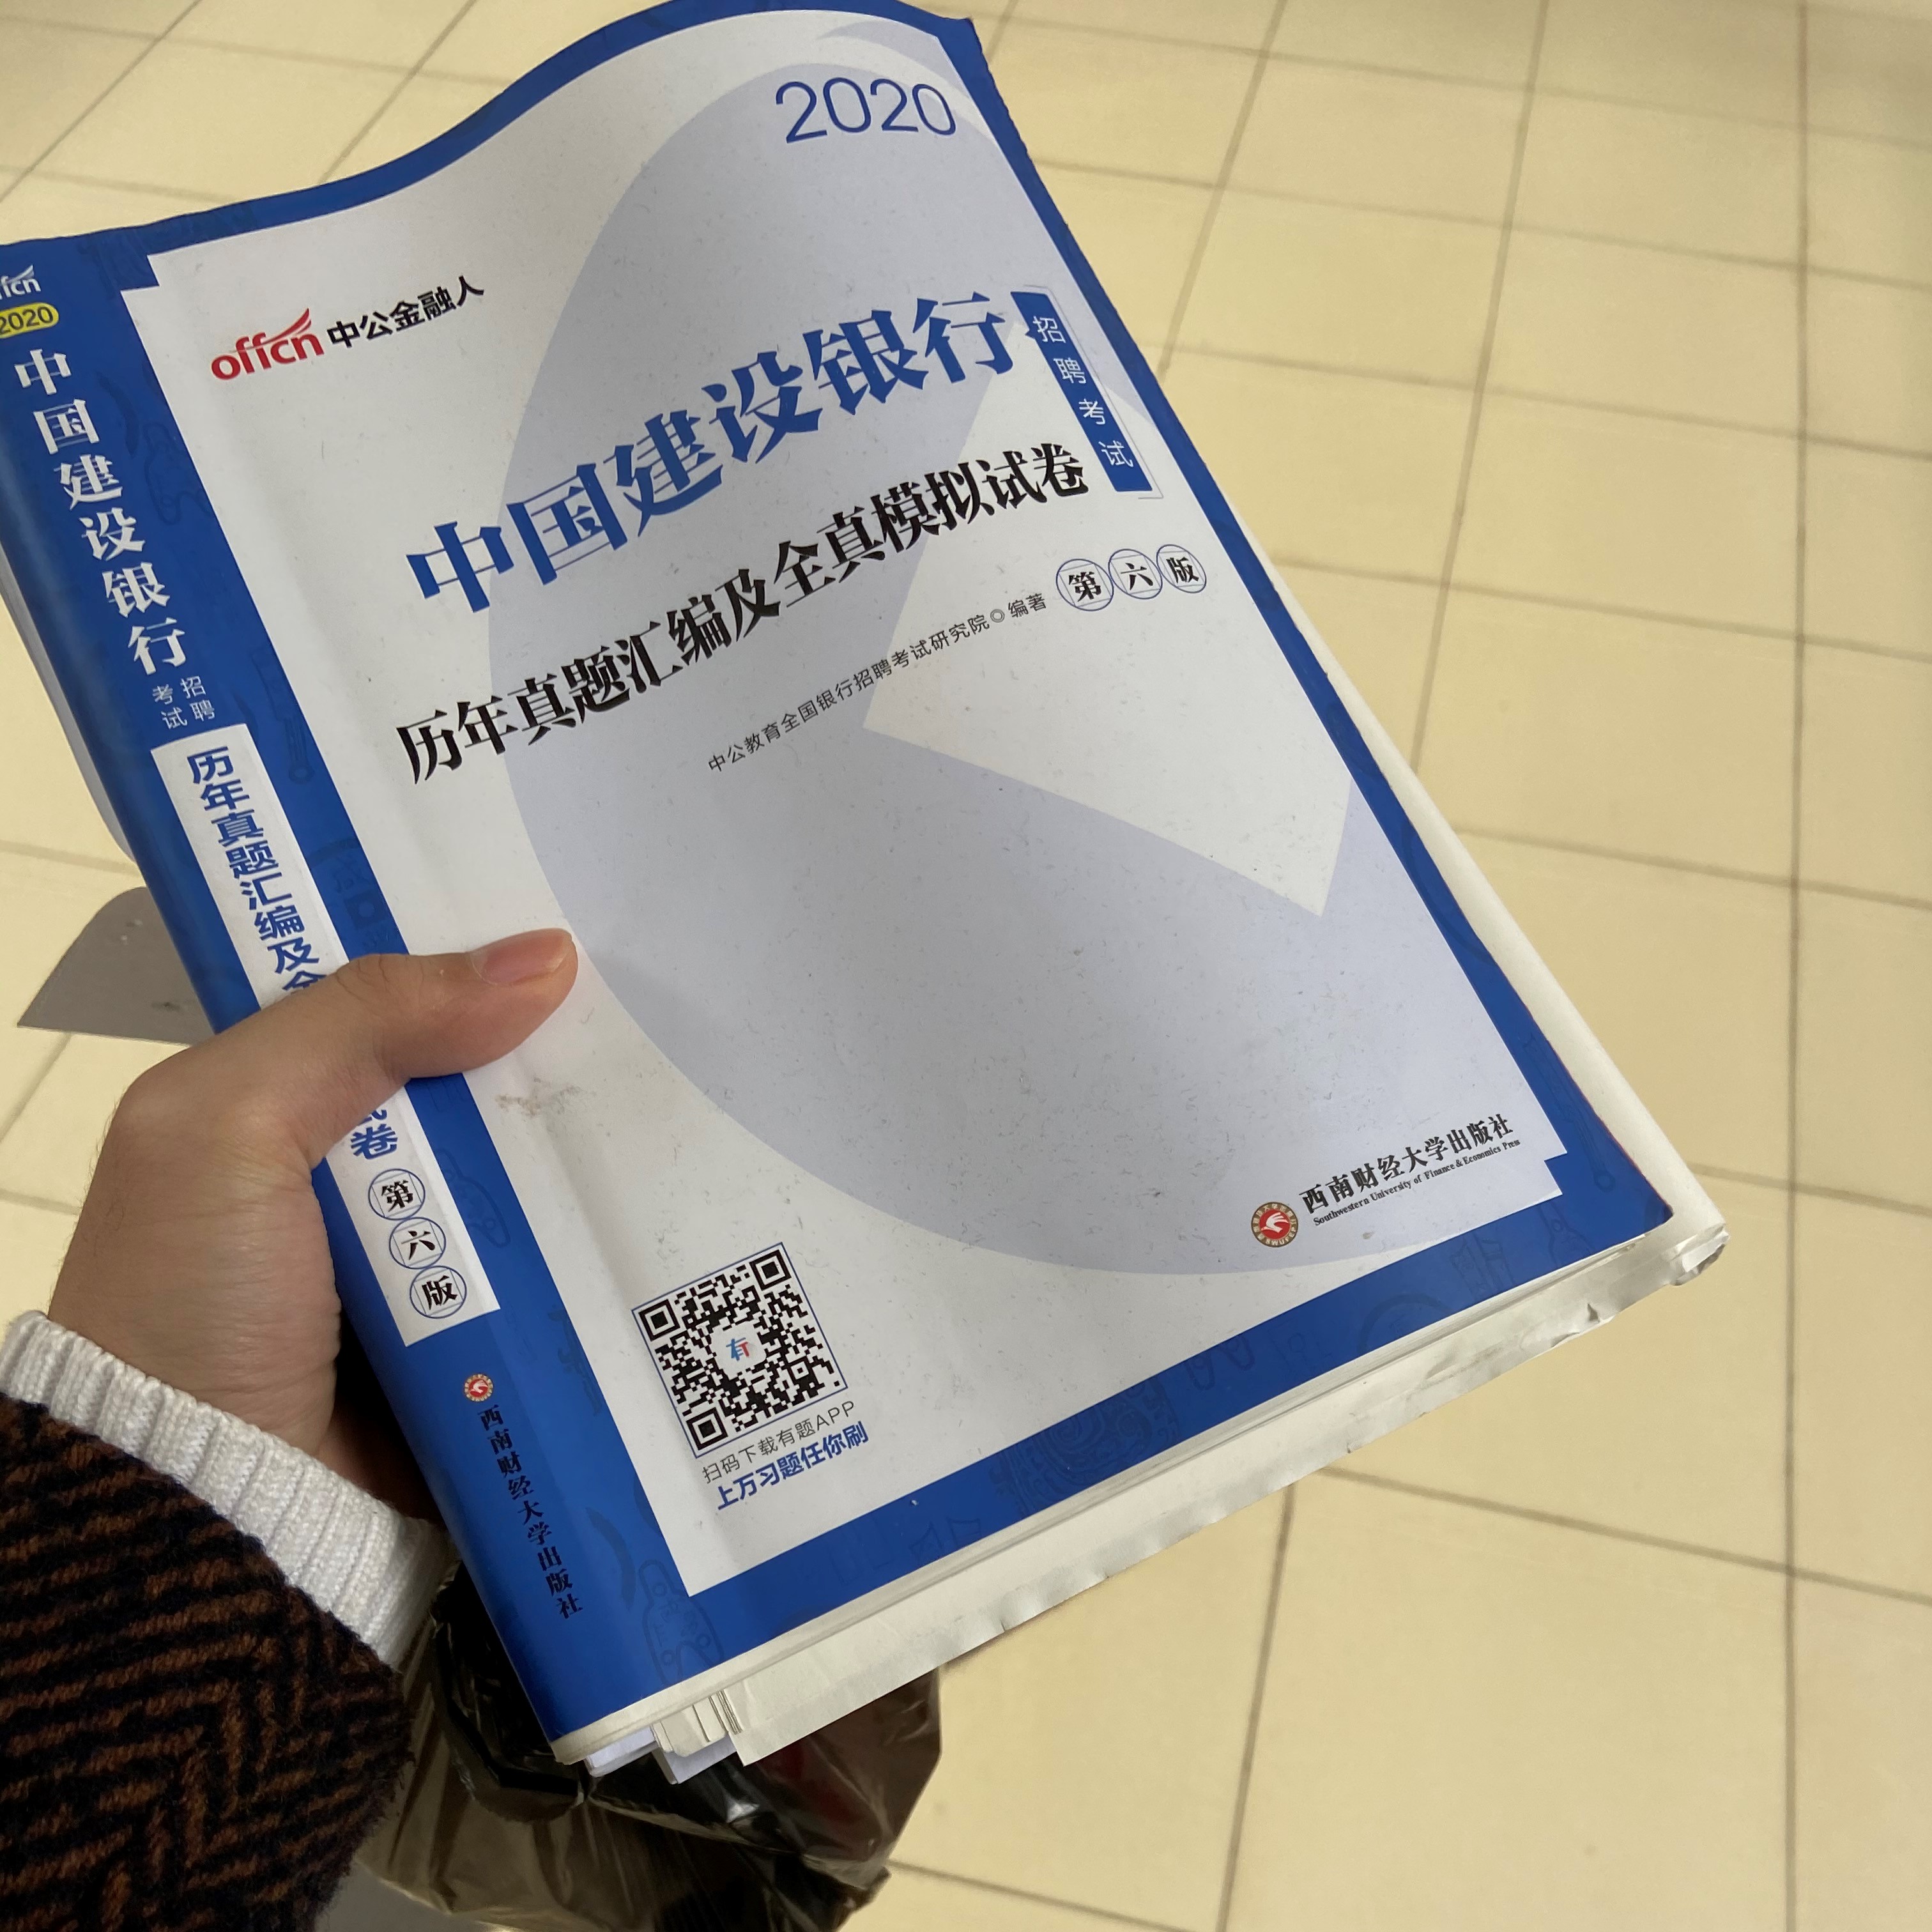 2020
offcn 中公金融人
中国建设银行
招聘考试
历年真题汇编及全真模拟试卷
中公教育全国银行招聘考试研究院◎编著
第六版
西南财经大学出版社
Southwestern University of Finance & Economics Press
有
扫码下载有题APP
上万习题任你刷
2020
中国建设银行
招聘
考试
历年真题汇编及
卷
第六版
西南财经大学出版社